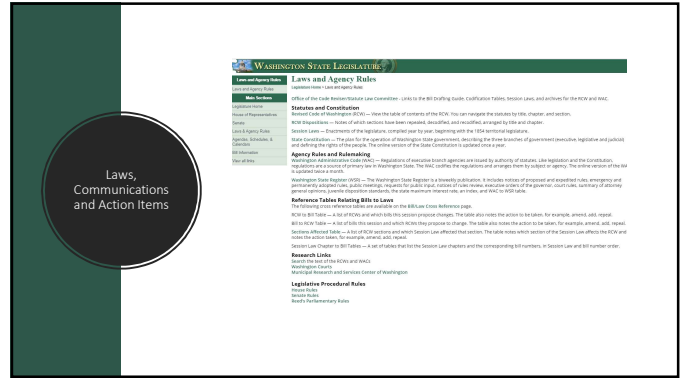 Laws,
Communications
and Action Items
WASHINGTON STATE LEGISLATURE
Laws and Agency Rules
Laws and Agency Rules
Main Sections
Legislature Home
House of Representatives
Senate
Laws & Agency Rules
Agendas, Schedules, &
Calendars
Bill Information
View all links
Laws and Agency Rules
Legislature Home > Laws and Agency Rules
Office of the Code Reviser/Statute Law Committee - Links to the Bill Drafting Guide, Codification Tables, Session Laws, and archives for the RCW and WAC.
Statutes and Constitution
Revised Code of Washington (RCW) — View the table of contents of the RCW. You can navigate the statutes by title, chapter, and section.
RCW Dispositions — Notes of which sections have been repealed, decodified, and recodified, arranged by title and chapter.
Session Laws — Enactments of the legislature, compiled year by year, beginning with the 1854 territorial legislature.
State Constitution — The plan for the operation of Washington State government; describing the three branches of government (executive, legislative and judicial)
and defining the rights of the people. The online version of the State Constitution is updated once a year.
Agency Rules and Rulemaking
Washington Administrative Code (WAC) — Regulations of executive branch agencies are issued by authority of statutes. Like legislation and the Constitution,
regulations are a source of primary law in Washington State. The WAC codifies the regulations and arranges them by subject or agency. The online version of the WA
is updated twice a month.
Washington State Register (WSR) — The Washington State Register is a biweekly publication. It includes notices of proposed and expedited rules, emergency and
permanently adopted rules, public meetings, requests for public input, notices of rules review, executive orders of the governor, court rules, summary of attorney
general opinions, juvenile disposition standards, the state maximum interest rate, an index, and WAC to WSR table.
Reference Tables Relating Bills to Laws
The following cross reference tables are available on the Bill/Law Cross Reference page.
RCW to Bill Table — A list of RCWs and which bills this session propose changes. The table also notes the action to be taken, for example, amend, add, repeal.
Bill to RCW Table — A list of bills this session and which RCWs they propose to change. The table also notes the action to be taken, for example, amend, add, repeal.
Sections Affected Table — A list of RCW sections and which Session Law affected that section. The table notes which section of the Session Law affects the RCW and
notes the action taken, for example, amend, add, repeal.
Session Law Chapter to Bill Tables — A set of tables that list the Session Law chapters and the corresponding bill numbers, in Session Law and bill number order.
Research Links
Search the text of the RCWs and WACs
Washington Courts
Municipal Research and Services Center of Washington
Legislative Procedural Rules
House Rules
Senate Rules
Reed's Parliamentary Rules